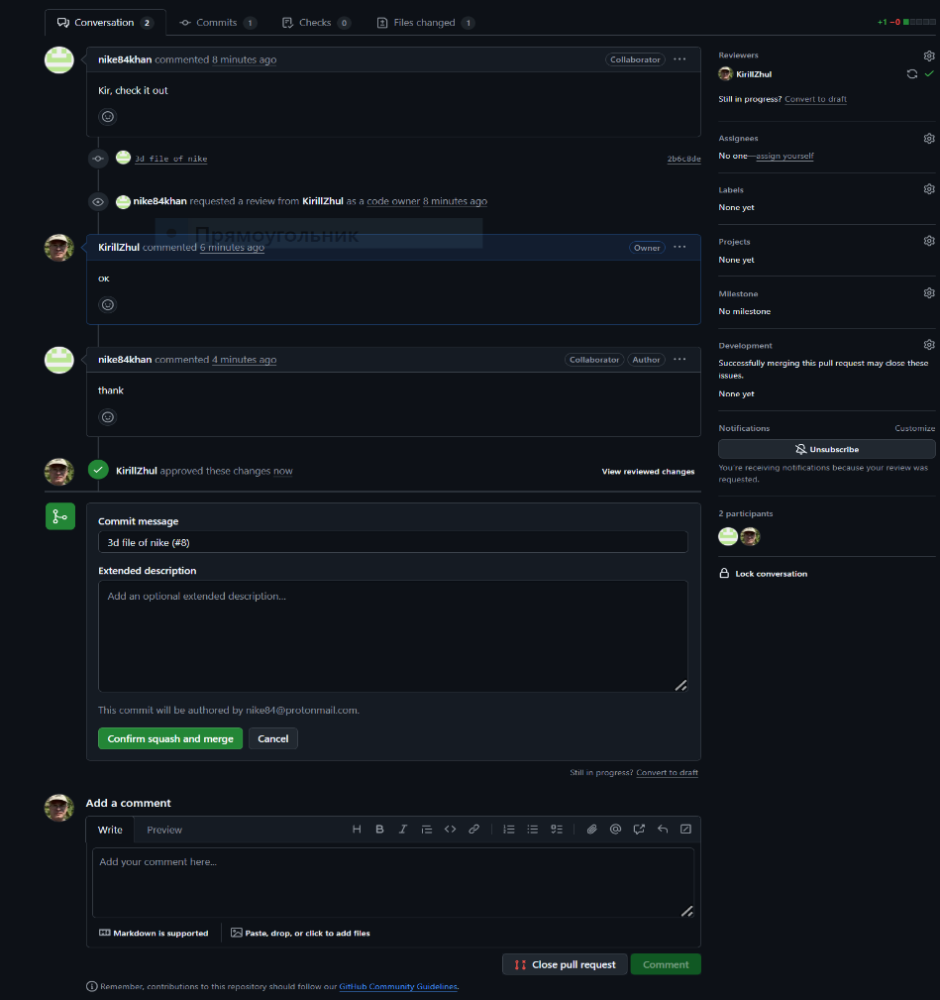 Conversation 2 Commits 1 Checks 0 Files changed 1 +1 −0
nike84khan commented 8 minutes ago Collaborator ...
Kir, check it out
3d file of nike 2b6c8de
nike84khan requested a review from KirillZhul as a code owner 8 minutes ago
Прямоугольник
KirillZhul commented 6 minutes ago Owner ...
ок
nike84khan commented 4 minutes ago Collaborator Author ...
thank
KirillZhul approved these changes now View reviewed changes
Commit message
3d file of nike (#8)
Extended description
Add an optional extended description...
This commit will be authored by nike84@protonmail.com.
Confirm squash and merge Cancel
Still in progress? Convert to draft
Add a comment
Write Preview H B I
Add your comment here...
Markdown is supported Paste, drop, or click to add files
Close pull request Comment
Remember, contributions to this repository should follow our GitHub Community Guidelines.
Reviewers
KirillZhul
Still in progress? Convert to draft
Assignees
No one—assign yourself
Labels
None yet
Projects
None yet
Milestone
No milestone
Development
Successfully merging this pull request may close these
issues.
None yet
Notifications Customize
Unsubscribe
You're receiving notifications because your review was
requested.
2 participants
Lock conversation